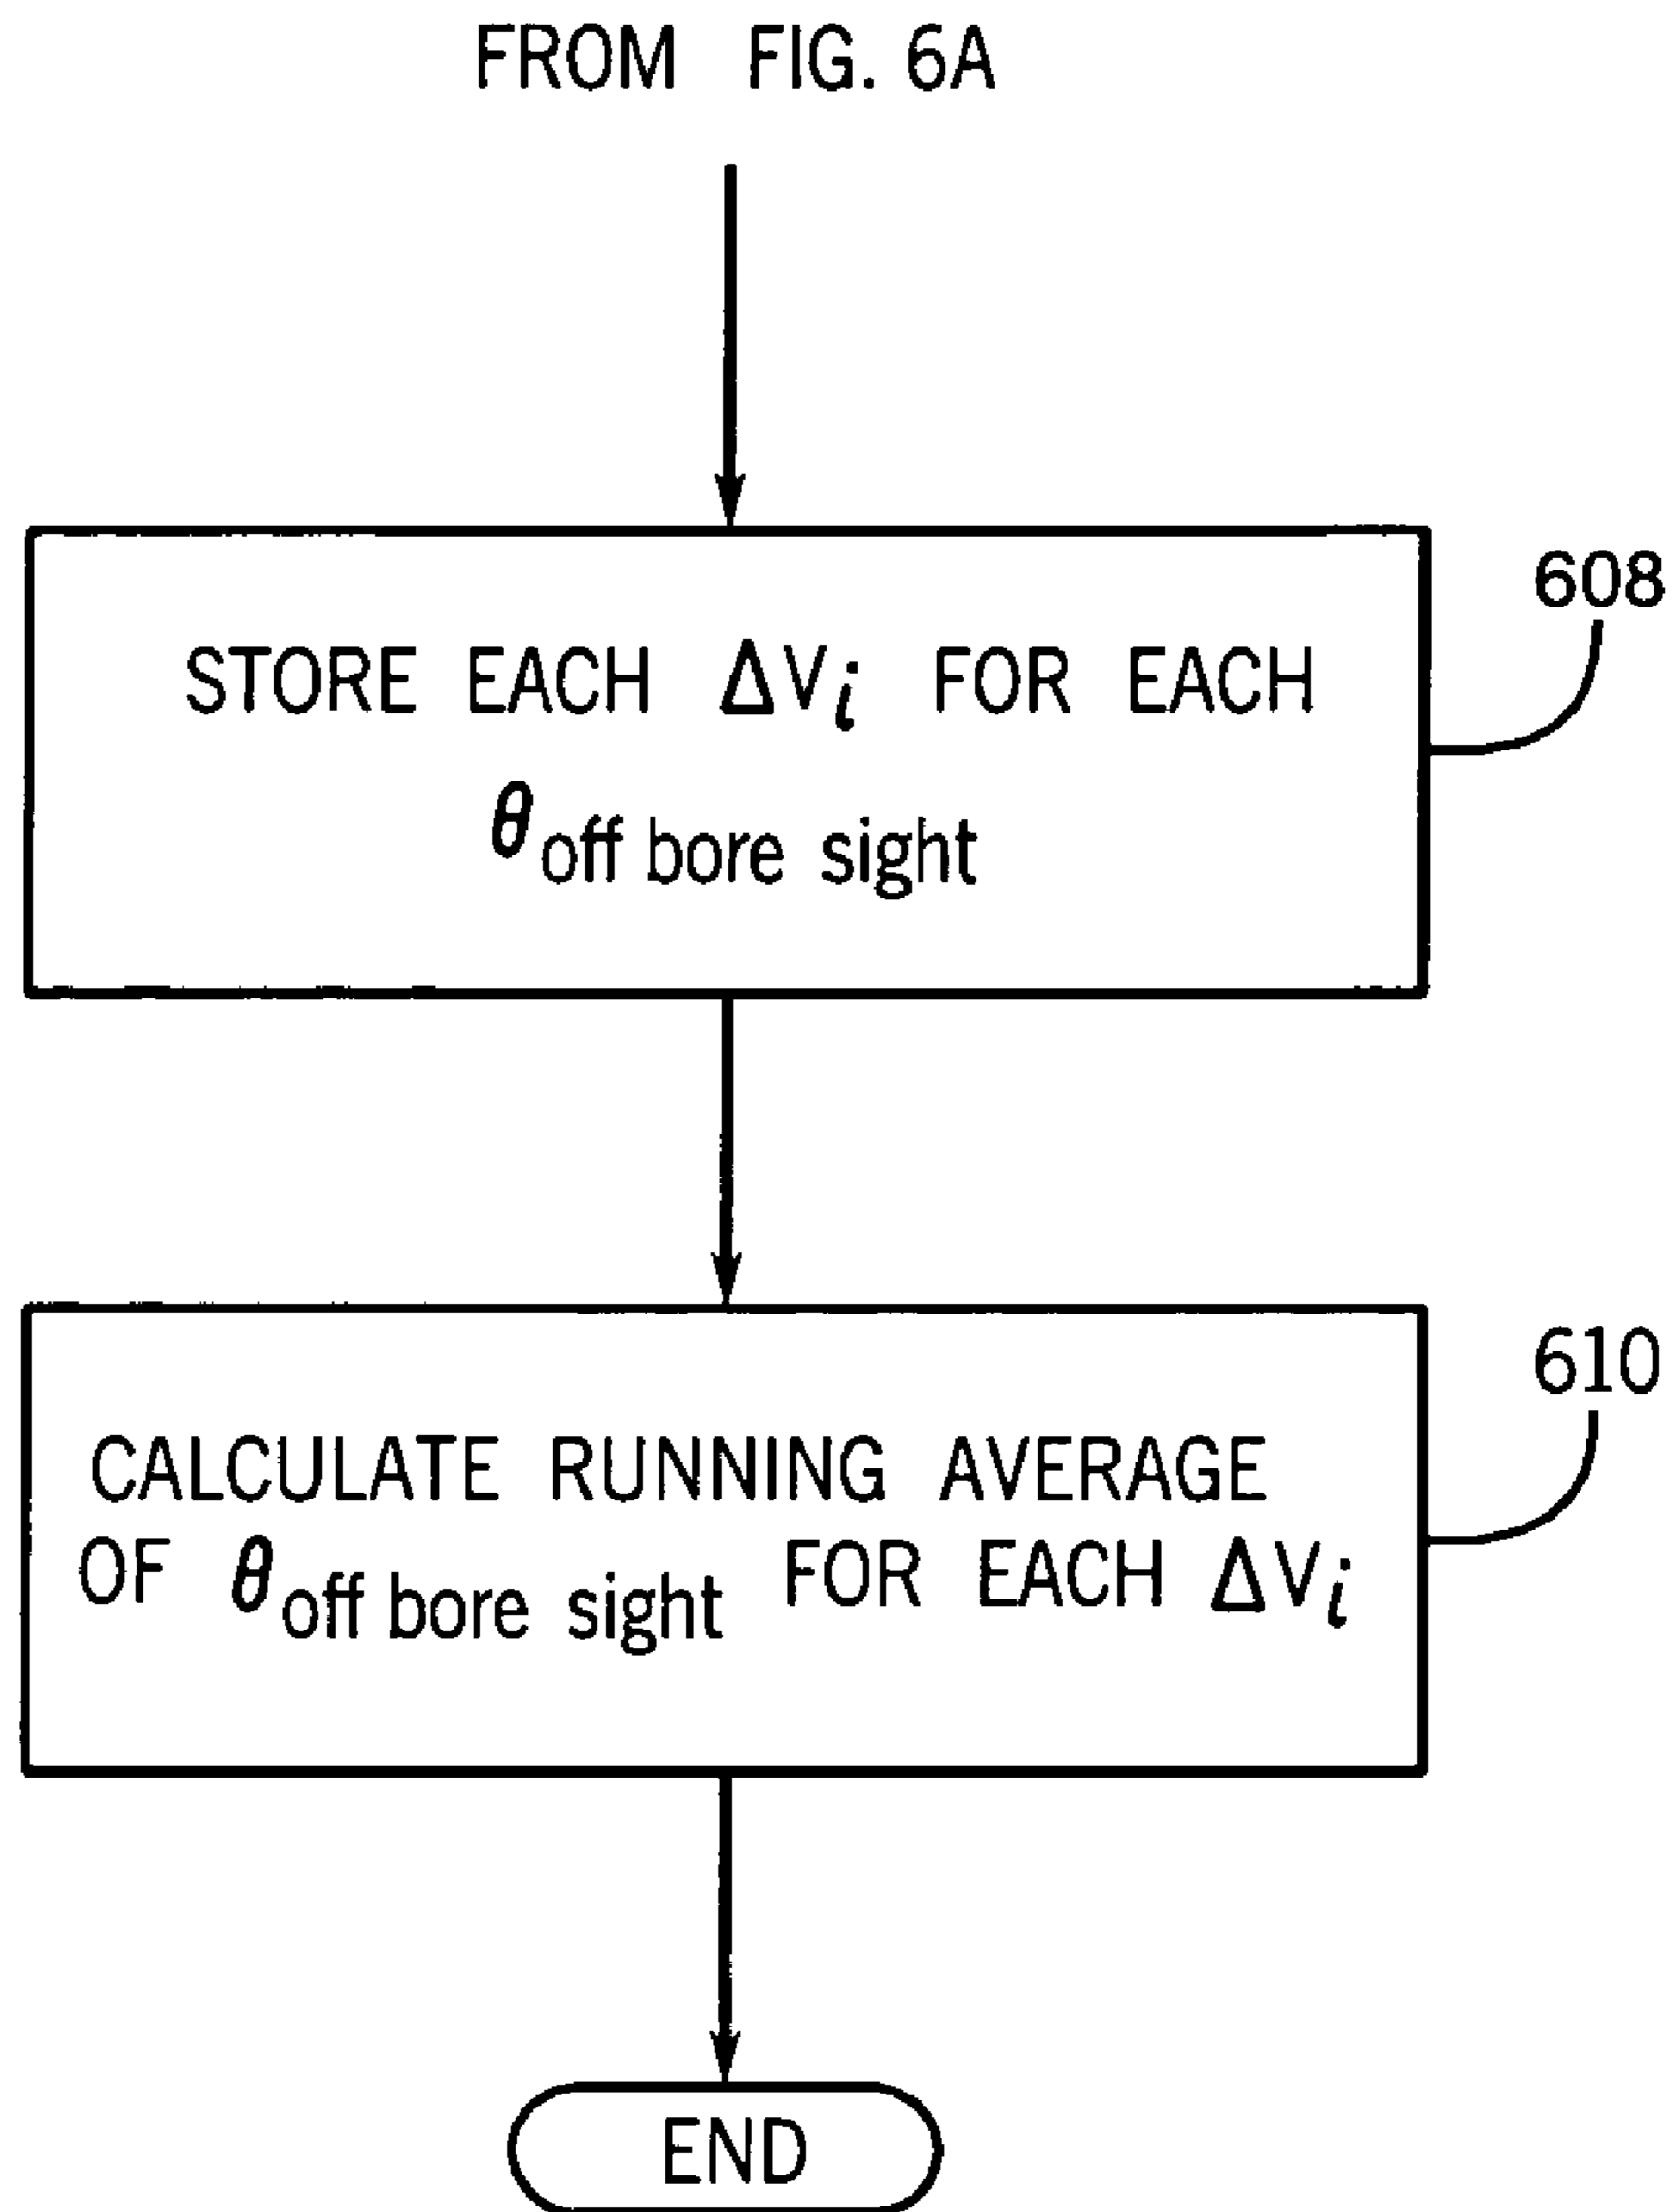 FROM FIG. 6A
608
STORE EACH ΔVi FOR EACH
θoff bore sight
610
CALCULATE RUNNING AVERAGE
OF θoff bore sight FOR EACH ΔVi
END